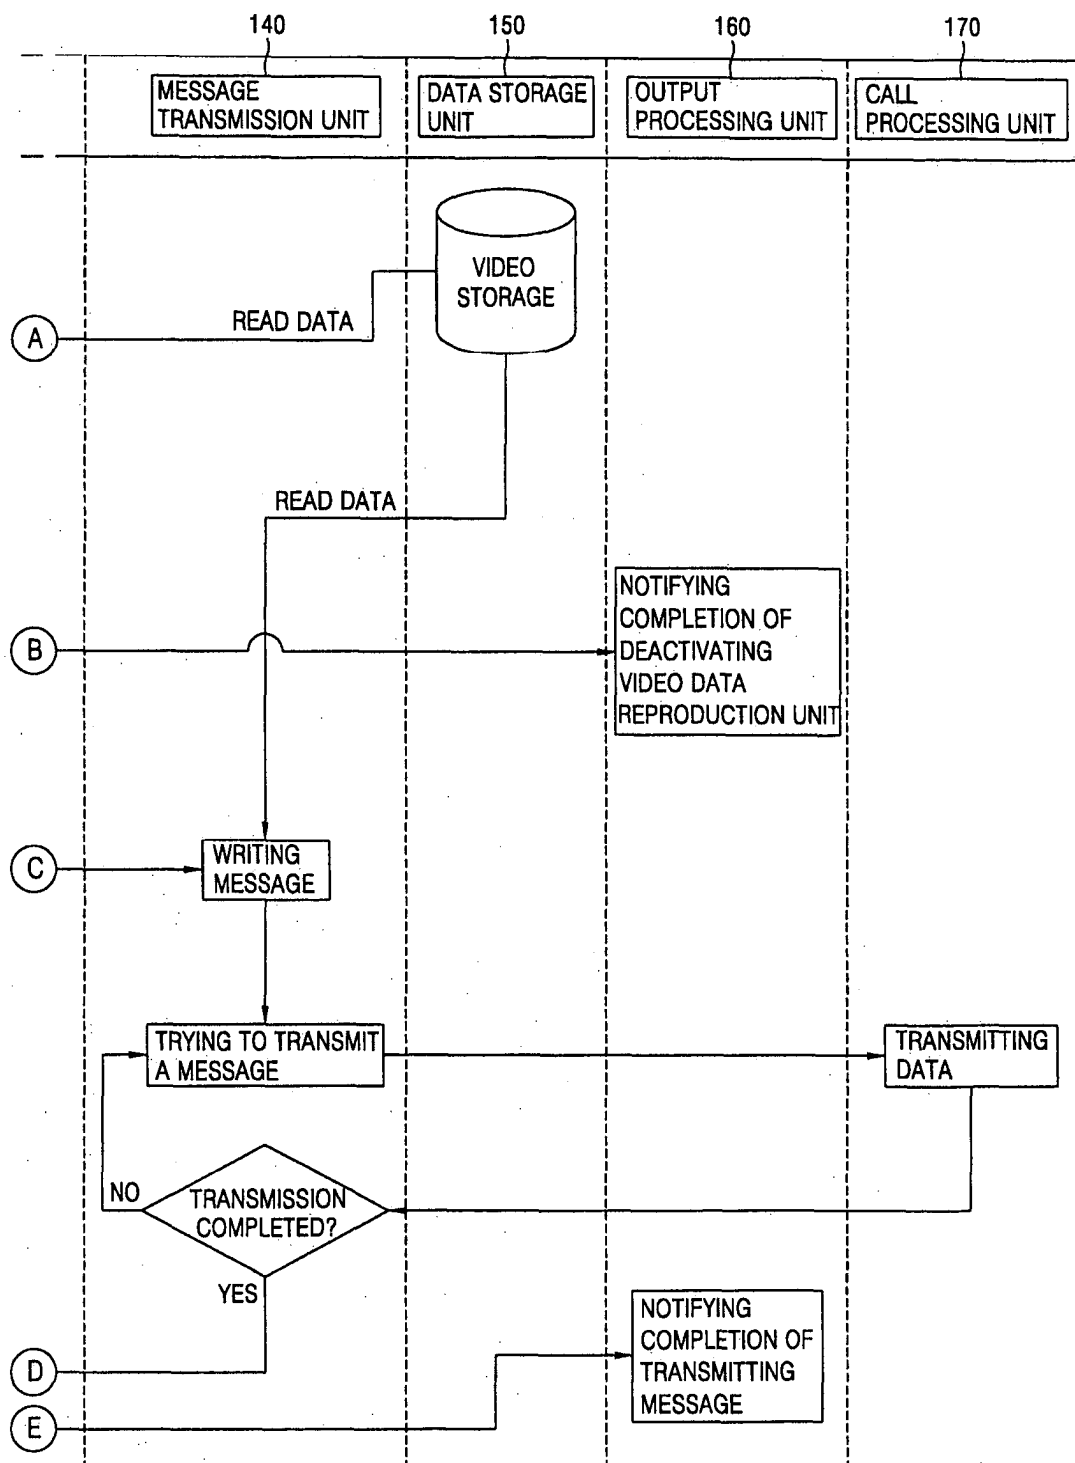 140
150
160
170
MESSAGE
TRANSMISSION UNIT
DATA STORAGE
UNIT
OUTPUT
PROCESSING UNIT
CALL
PROCESSING UNIT
VIDEO
STORAGE
READ DATA
A
READ DATA
NOTIFYING
COMPLETION OF
DEACTIVATING
VIDEO DATA
REPRODUCTION UNIT
B
C
WRITING
MESSAGE
TRYING TO TRANSMIT
A MESSAGE
TRANSMITTING
DATA
NO
TRANSMISSION
COMPLETED?
YES
NOTIFYING
COMPLETION OF
TRANSMITTING
MESSAGE
D
E